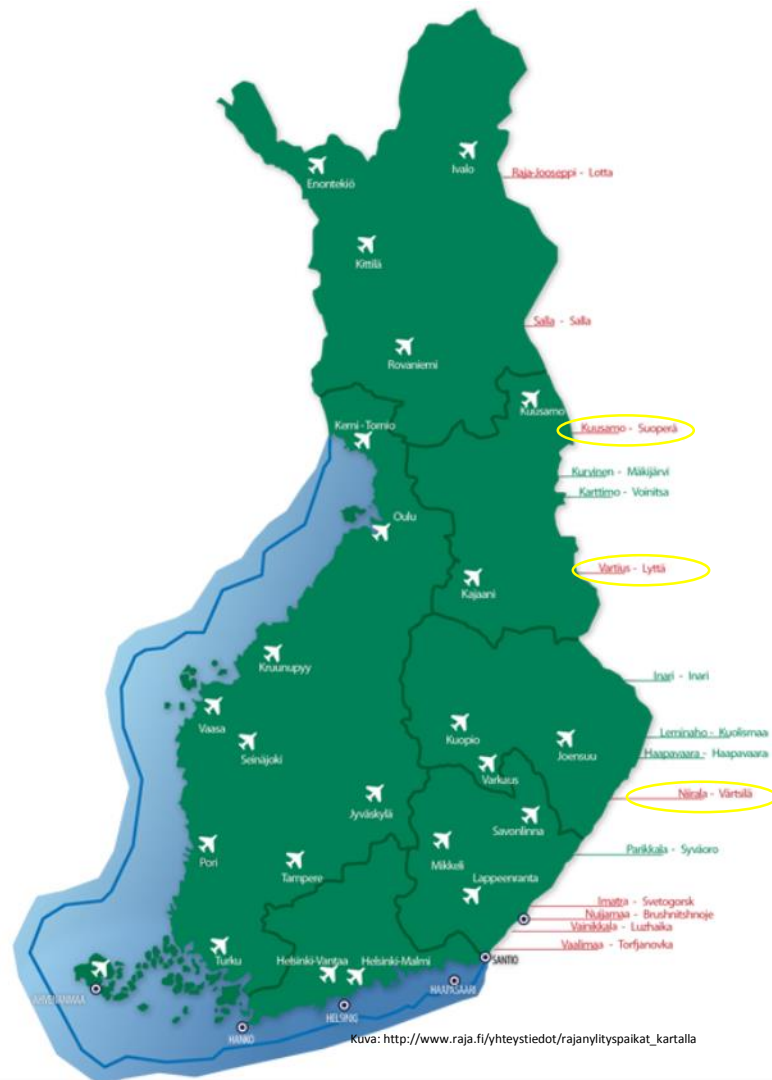 Ivalo
Enontekiö
Raja-Jooseppi - Lotta
Kittilä
Salla - Salla
Rovaniemi
Kuusamo
Kemi - Tornio
Kuusamo - Suoperä
Kurvinen - Mäkijärvi
Karttimo - Voinitsa
Oulu
Vartius - Lyttä
Kajaani
Kruunupyy
Inari - Inari
Vaasa
Kuopio
Joensuu
Leminaho - Kuolismaa
Haapavaara - Haapavaara
Seinäjoki
Varkaus
Niirala - Värtsilä
Jyväskylä
Savonlinna
Pori
Mikkeli
Parikkala - Syväoro
Tampere
Lappeenranta
Imatra - Svetogorsk
Nuijamaa - Brushnitshnoje
Vainikkala - Luzhaika
Vaalimaa - Torfjanovka
Turku
Helsinki-Vantaa
Helsinki-Malmi
SANTIO
AHVENANMAA
HAAPASAARI
HELSINKI
HANKO
Kuva: http://www.raja.fi/yhteystiedot/rajanylityspaikat_kartalla